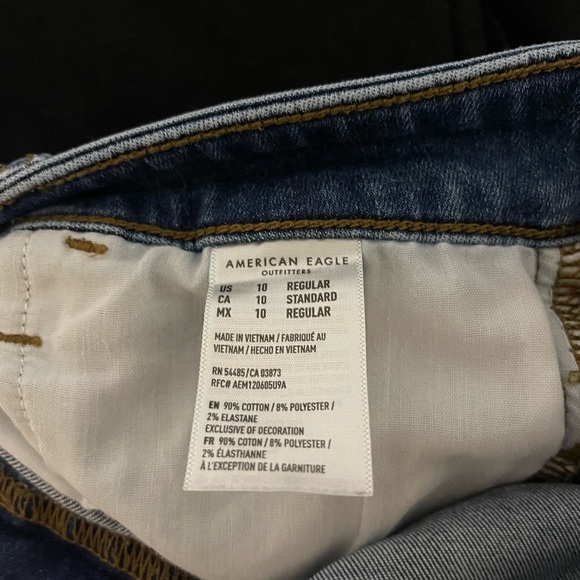 AMERICAN EAGLE
OUTFITTERS
US 10 REGULAR
CA 10 STANDARD
MX 10 REGULAR
MADE IN VIETNAM / FABRIQUÉ AU
VIETNAM / HECHO EN VIETNAM
RN 54485/CA 03873
RFC# AEM120605U9A
EN 90% COTTON / 8% POLYESTER /
2% ELASTANE
EXCLUSIVE OF DECORATION
FR 90% COTON / 8% POLYESTER /
2% ÉLASTHANNE
À L'EXCEPTION DE LA GARNITURE